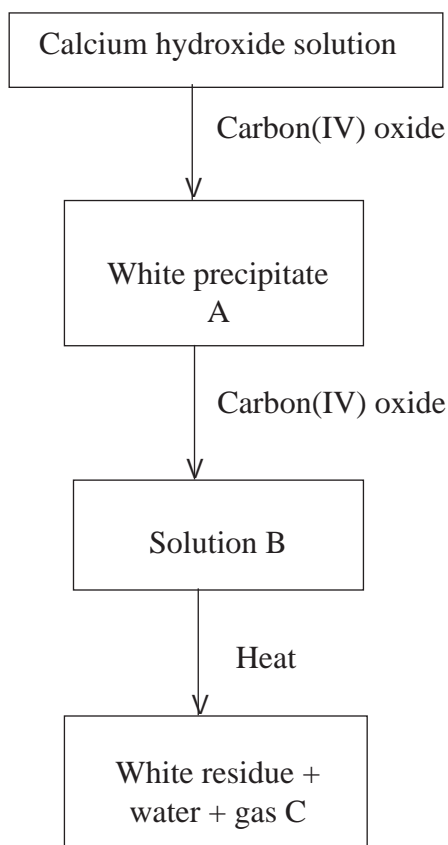 Calcium hydroxide solution
Carbon(IV) oxide
White precipitate
A
Carbon(IV) oxide
Solution B
Heat
White residue +
water + gas C